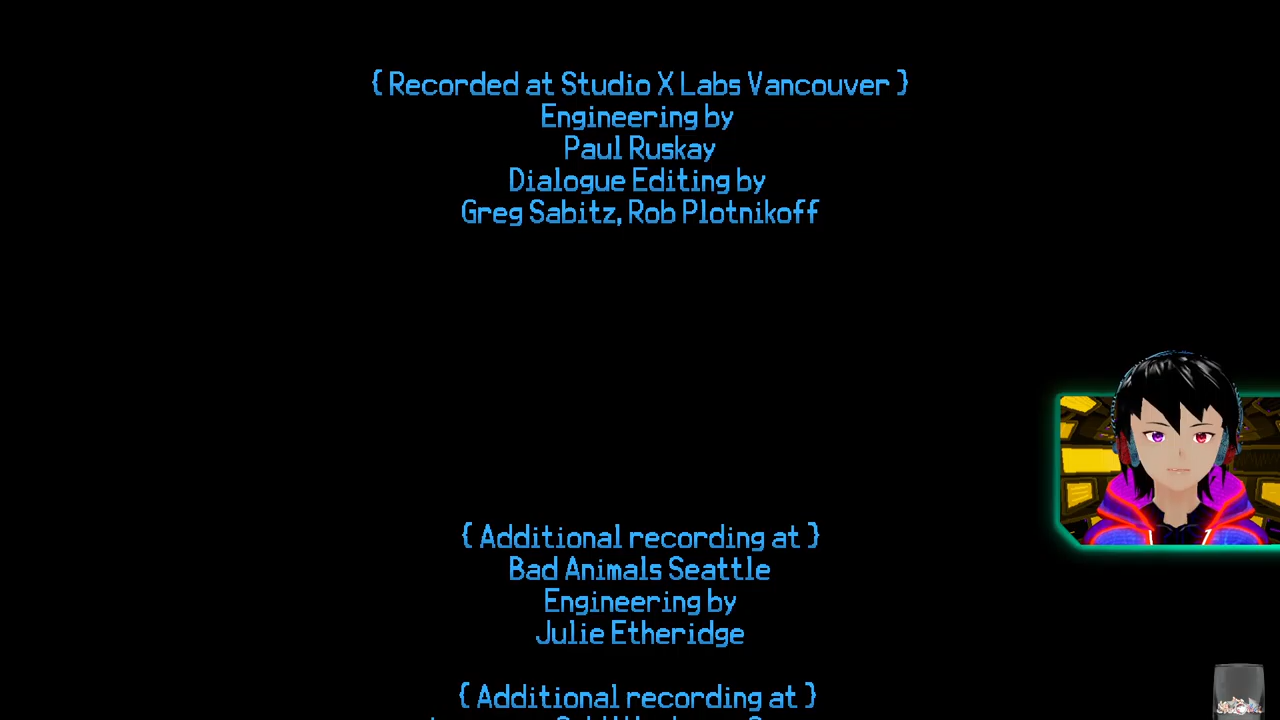 { Recorded at Studio X Labs Vancouver }
Engineering by
Paul Ruskay
Dialogue Editing by
Greg Sabitz, Rob Plotnikoff
{ Additional recording at }
Bad Animals Seattle
Engineering by
Julie Etheridge
{ Additional recording at }